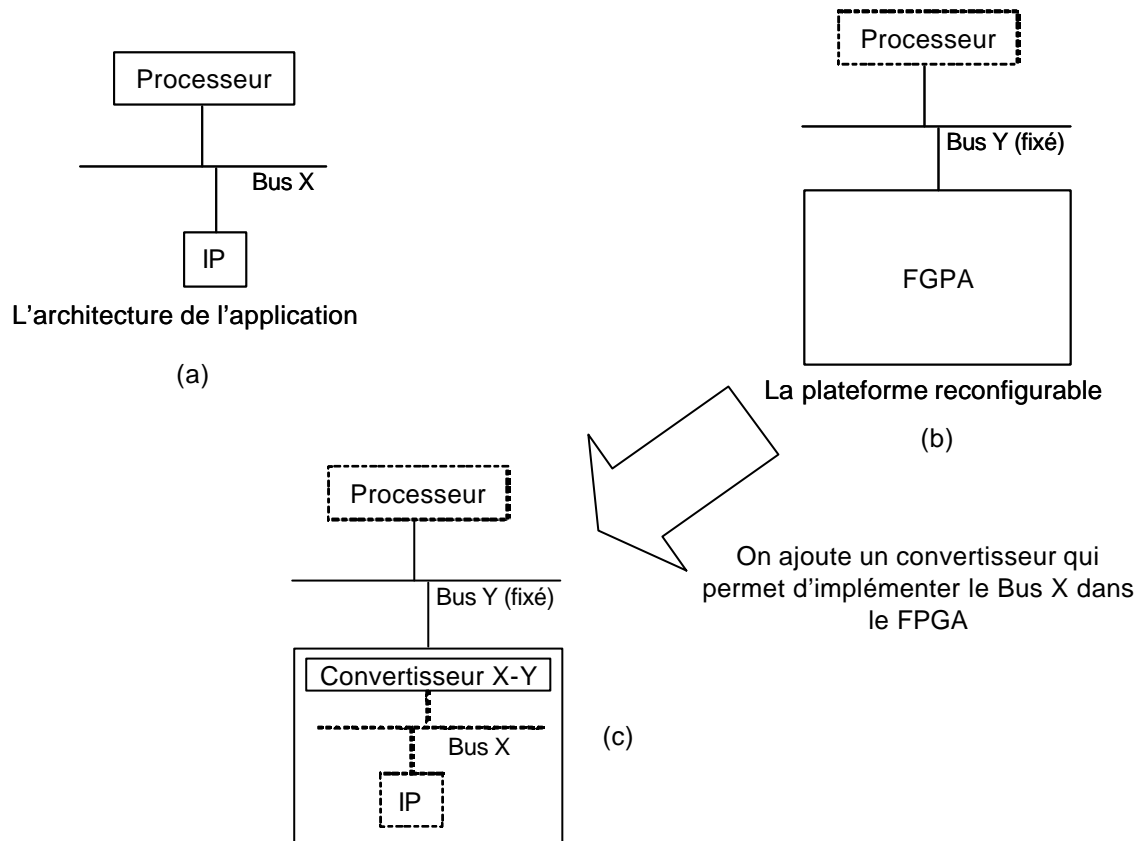 Processeur
Bus X
IP
L'architecture de l'application
(a)
Processeur
Bus Y (fixé)
FGPA
La plateforme reconfigurable
(b)
On ajoute un convertisseur qui
permet d'implémenter le Bus X dans
le FPGA
Processeur
Bus Y (fixé)
Convertisseur X-Y
Bus X
IP
(c)